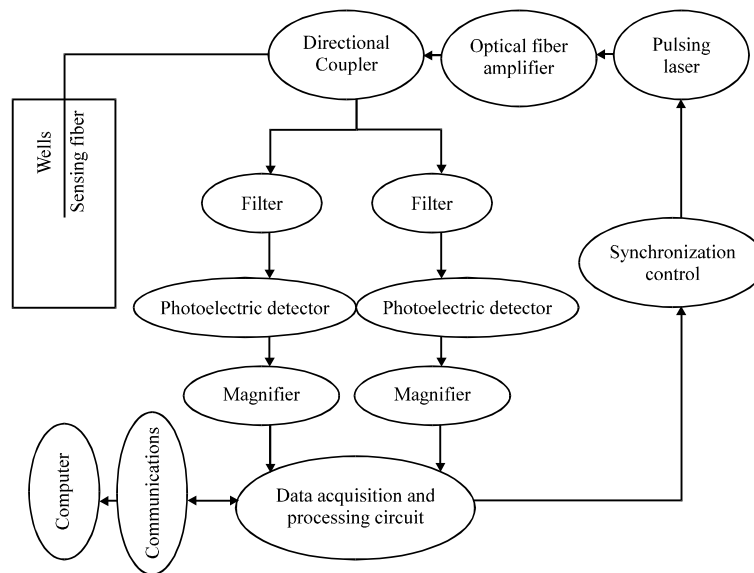 Directional
Coupler
Optical fiber
amplifier
Pulsing
laser
Wells
Sensing fiber
Filter
Filter
Synchronization
control
Photoelectric detector
Photoelectric detector
Magnifier
Magnifier
Computer
Communications
Data acquisition and
processing circuit